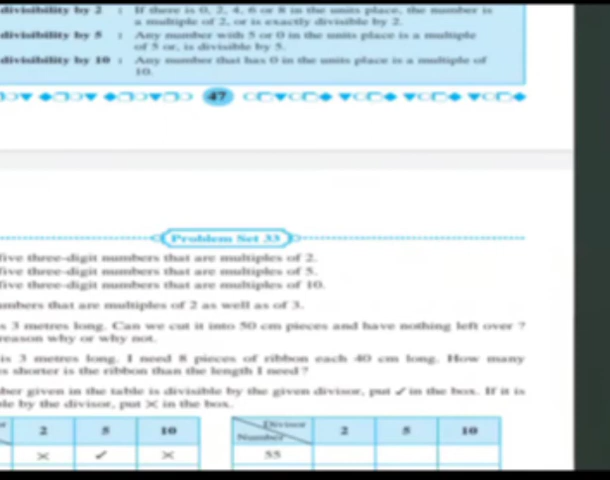 divisibility by 2 : If there is 0, 2, 4, 6 or 8 in the units place, the number is
a multiple of 2, or is exactly divisible by 2.
divisibility by 5 : Any number with 5 or 0 in the units place is a multiple
of 5 or, is divisible by 5.
divisibility by 10 : Any number that has 0 in the units place is a multiple of
10.
47
Problem Set 33
five three-digit numbers that are multiples of 2.
five three-digit numbers that are multiples of 5.
five three-digit numbers that are multiples of 10.
umbers that are multiples of 2 as well as of 3.
s 3 metres long. Can we cut it into 50 cm pieces and have nothing left over ?
reason why or why not.
is 3 metres long. I need 8 pieces of ribbon each 40 cm long. How many
s shorter is the ribbon than the length I need ?
ber given in the table is divisible by the given divisor, put ✓ in the box. If it is
le by the divisor, put × in the box.
2 5 10 Divisor 2 5 10
Number
× ✓ × 55